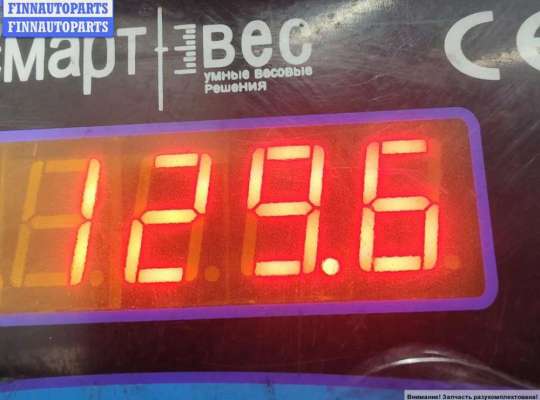 FINNAUTOPARTS
FINNAUTOPARTS
смарт вес
умные весовые
решения
CE
129.6
Внимание! Запчасть разукомплектована!